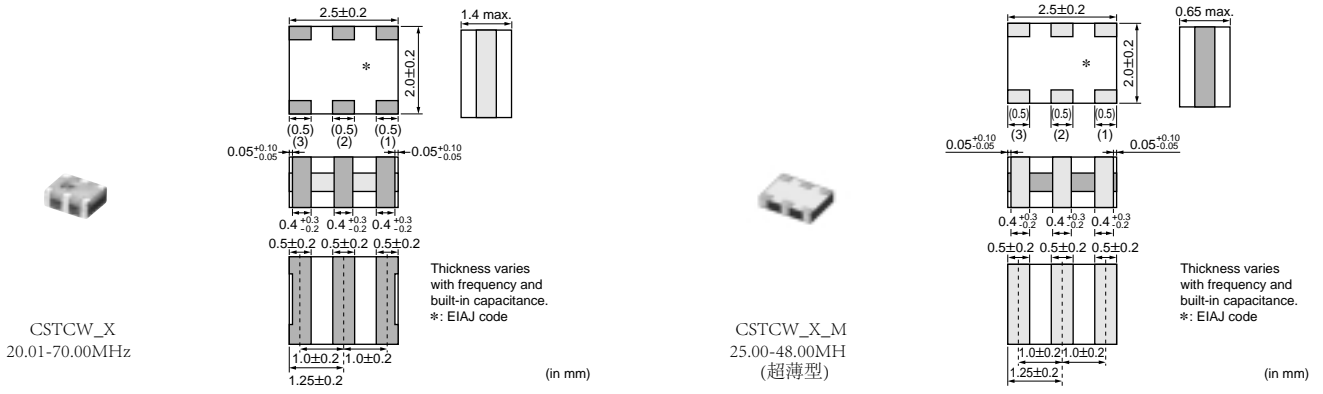 2.5±0.2
1.4 max.
*
2.0±0.2
(0.5) (0.5) (0.5)
(3) (2) (1)
0.05+0.10-0.05
0.05+0.10-0.05
0.4+0.3-0.2 0.4+0.3-0.2 0.4+0.3-0.2
0.5±0.2 0.5±0.2 0.5±0.2
Thickness varies
with frequency and
built-in capacitance.
*: EIAJ code
1.0±0.2 1.0±0.2
1.25±0.2
(in mm)
CSTCW_X
20.01-70.00MHz
2.5±0.2
0.65 max.
*
2.0±0.2
(0.5) (0.5) (0.5)
(3) (2) (1)
0.05+0.10-0.05
0.05+0.10-0.05
0.4+0.3-0.2 0.4+0.3-0.2 0.4+0.3-0.2
0.5±0.2 0.5±0.2 0.5±0.2
Thickness varies
with frequency and
built-in capacitance.
*: EIAJ code
1.0±0.2 1.0±0.2
1.25±0.2
(in mm)
CSTCW_X_M
25.00-48.00MH
(超薄型)